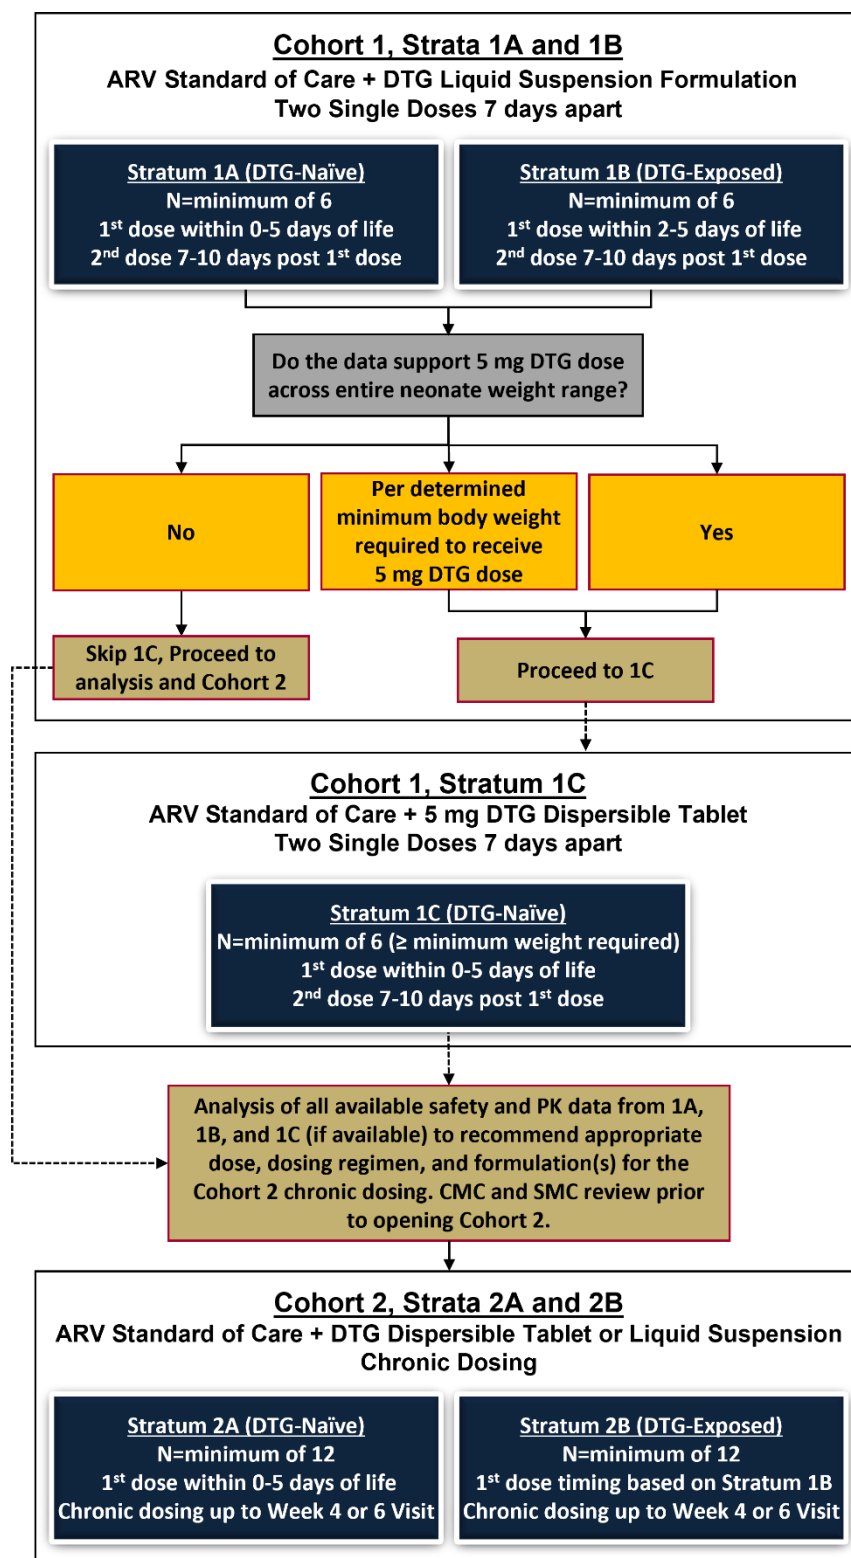 Cohort 1, Strata 1A and 1B
ARV Standard of Care + DTG Liquid Suspension Formulation
Two Single Doses 7 days apart
Stratum 1A (DTG-Naïve)
N=minimum of 6
1st dose within 0-5 days of life
2nd dose 7-10 days post 1st dose
Stratum 1B (DTG-Exposed)
N=minimum of 6
1st dose within 2-5 days of life
2nd dose 7-10 days post 1st dose
Do the data support 5 mg DTG dose
across entire neonate weight range?
No
Per determined
minimum body weight
required to receive
5 mg DTG dose
Yes
Skip 1C, Proceed to
analysis and Cohort 2
Proceed to 1C
Cohort 1, Stratum 1C
ARV Standard of Care + 5 mg DTG Dispersible Tablet
Two Single Doses 7 days apart
Stratum 1C (DTG-Naïve)
N=minimum of 6 (≥ minimum weight required)
1st dose within 0-5 days of life
2nd dose 7-10 days post 1st dose
Analysis of all available safety and PK data from 1A,
1B, and 1C (if available) to recommend appropriate
dose, dosing regimen, and formulation(s) for the
Cohort 2 chronic dosing. CMC and SMC review prior
to opening Cohort 2.
Cohort 2, Strata 2A and 2B
ARV Standard of Care + DTG Dispersible Tablet or Liquid Suspension
Chronic Dosing
Stratum 2A (DTG-Naïve)
N=minimum of 12
1st dose within 0-5 days of life
Chronic dosing up to Week 4 or 6 Visit
Stratum 2B (DTG-Exposed)
N=minimum of 12
1st dose timing based on Stratum 1B
Chronic dosing up to Week 4 or 6 Visit